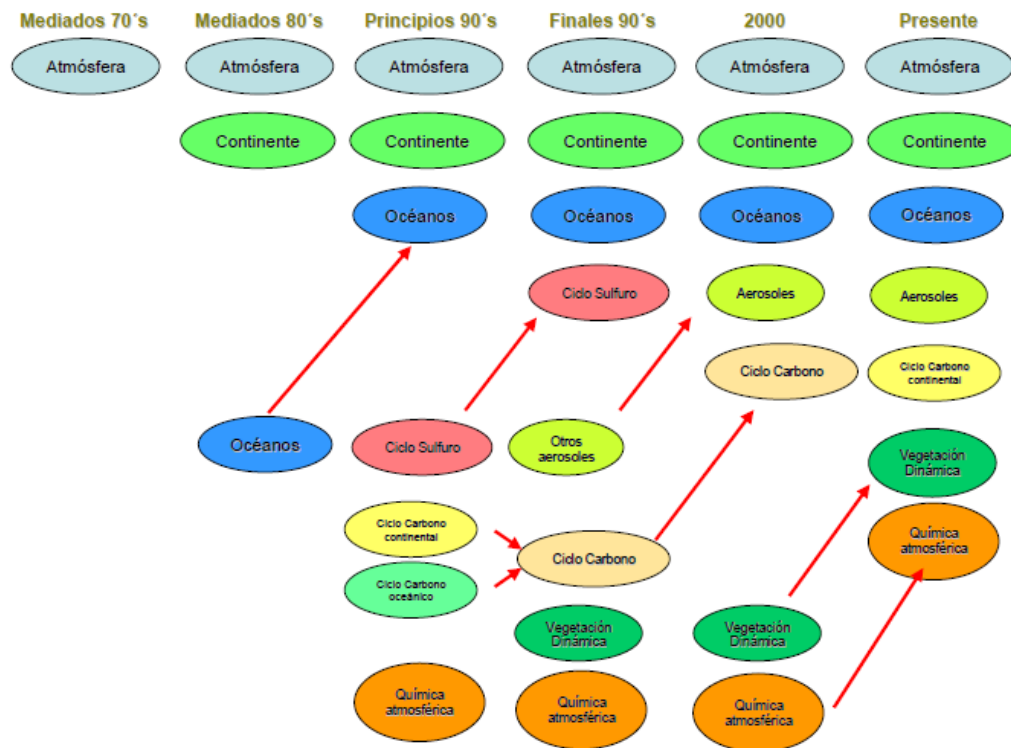 Mediados 70´s Mediados 80´s Principios 90´s Finales 90´s 2000 Presente
Atmósfera Atmósfera Atmósfera Atmósfera Atmósfera Atmósfera
Continente Continente Continente Continente Continente
Océanos Océanos Océanos Océanos
Ciclo Sulfuro Aerosoles Aerosoles
Ciclo Carbono Ciclo Carbono
continental
Océanos Ciclo Sulfuro Otros
aerosoles
Vegetación
Dinámica
Ciclo Carbono
continental
Ciclo Carbono
Química
atmosférica
Ciclo Carbono
oceánico
Vegetación
Dinámica
Vegetación
Dinámica
Química
atmosférica
Química
atmosférica
Química
atmosférica